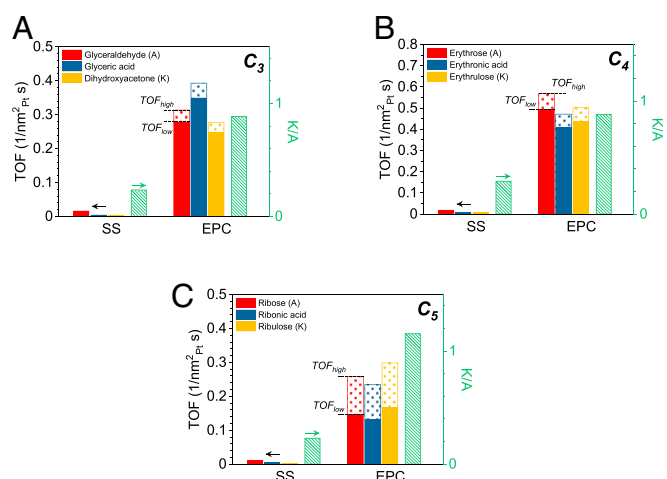 A
C3
Glyceraldehyde (A)
Glyceric acid
Dihydroxyacetone (K)
TOFhigh
TOFlow
TOF (1/nm²Pt s)
0.5
0.4
0.3
0.2
0.1
0
1
0
K/A
SS
EPC
B
C4
Erythrose (A)
Erythronic acid
Erythrulose (K)
TOFhigh
TOFlow
TOF (1/nm²Pt s)
0.8
0.7
0.6
0.5
0.4
0.3
0.2
0.1
0
1
0
K/A
SS
EPC
C
C5
Ribose (A)
Ribonic acid
Ribulose (K)
TOFhigh
TOFlow
TOF (1/nm²Pt s)
0.5
0.4
0.3
0.2
0.1
0
1
0
K/A
SS
EPC